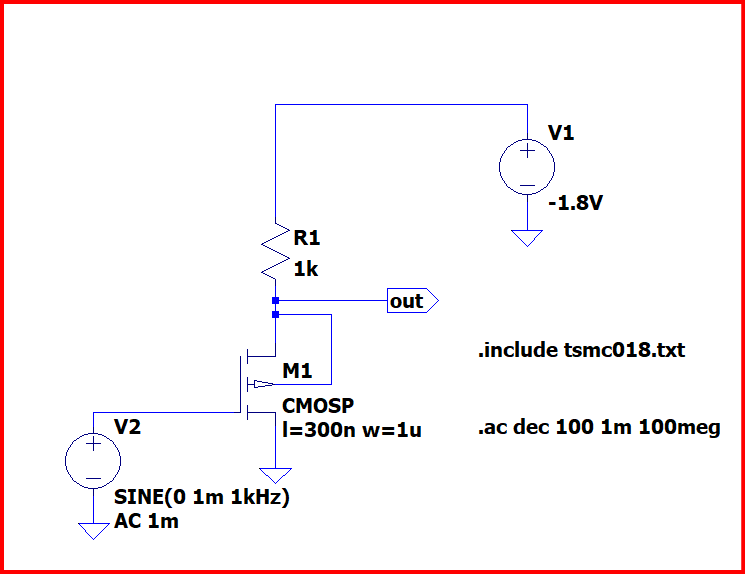 V1
-1.8V
R1
1k
out
.include tsmc018.txt
M1
CMOSP
l=300n w=1u
.ac dec 100 1m 100meg
V2
SINE(0 1m 1kHz)
AC 1m